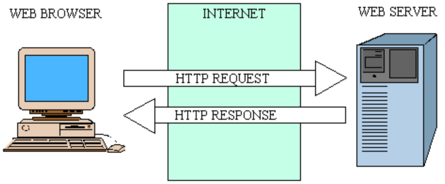 WEB BROWSER
INTERNET
WEB SERVER
HTTP REQUEST
HTTP RESPONSE